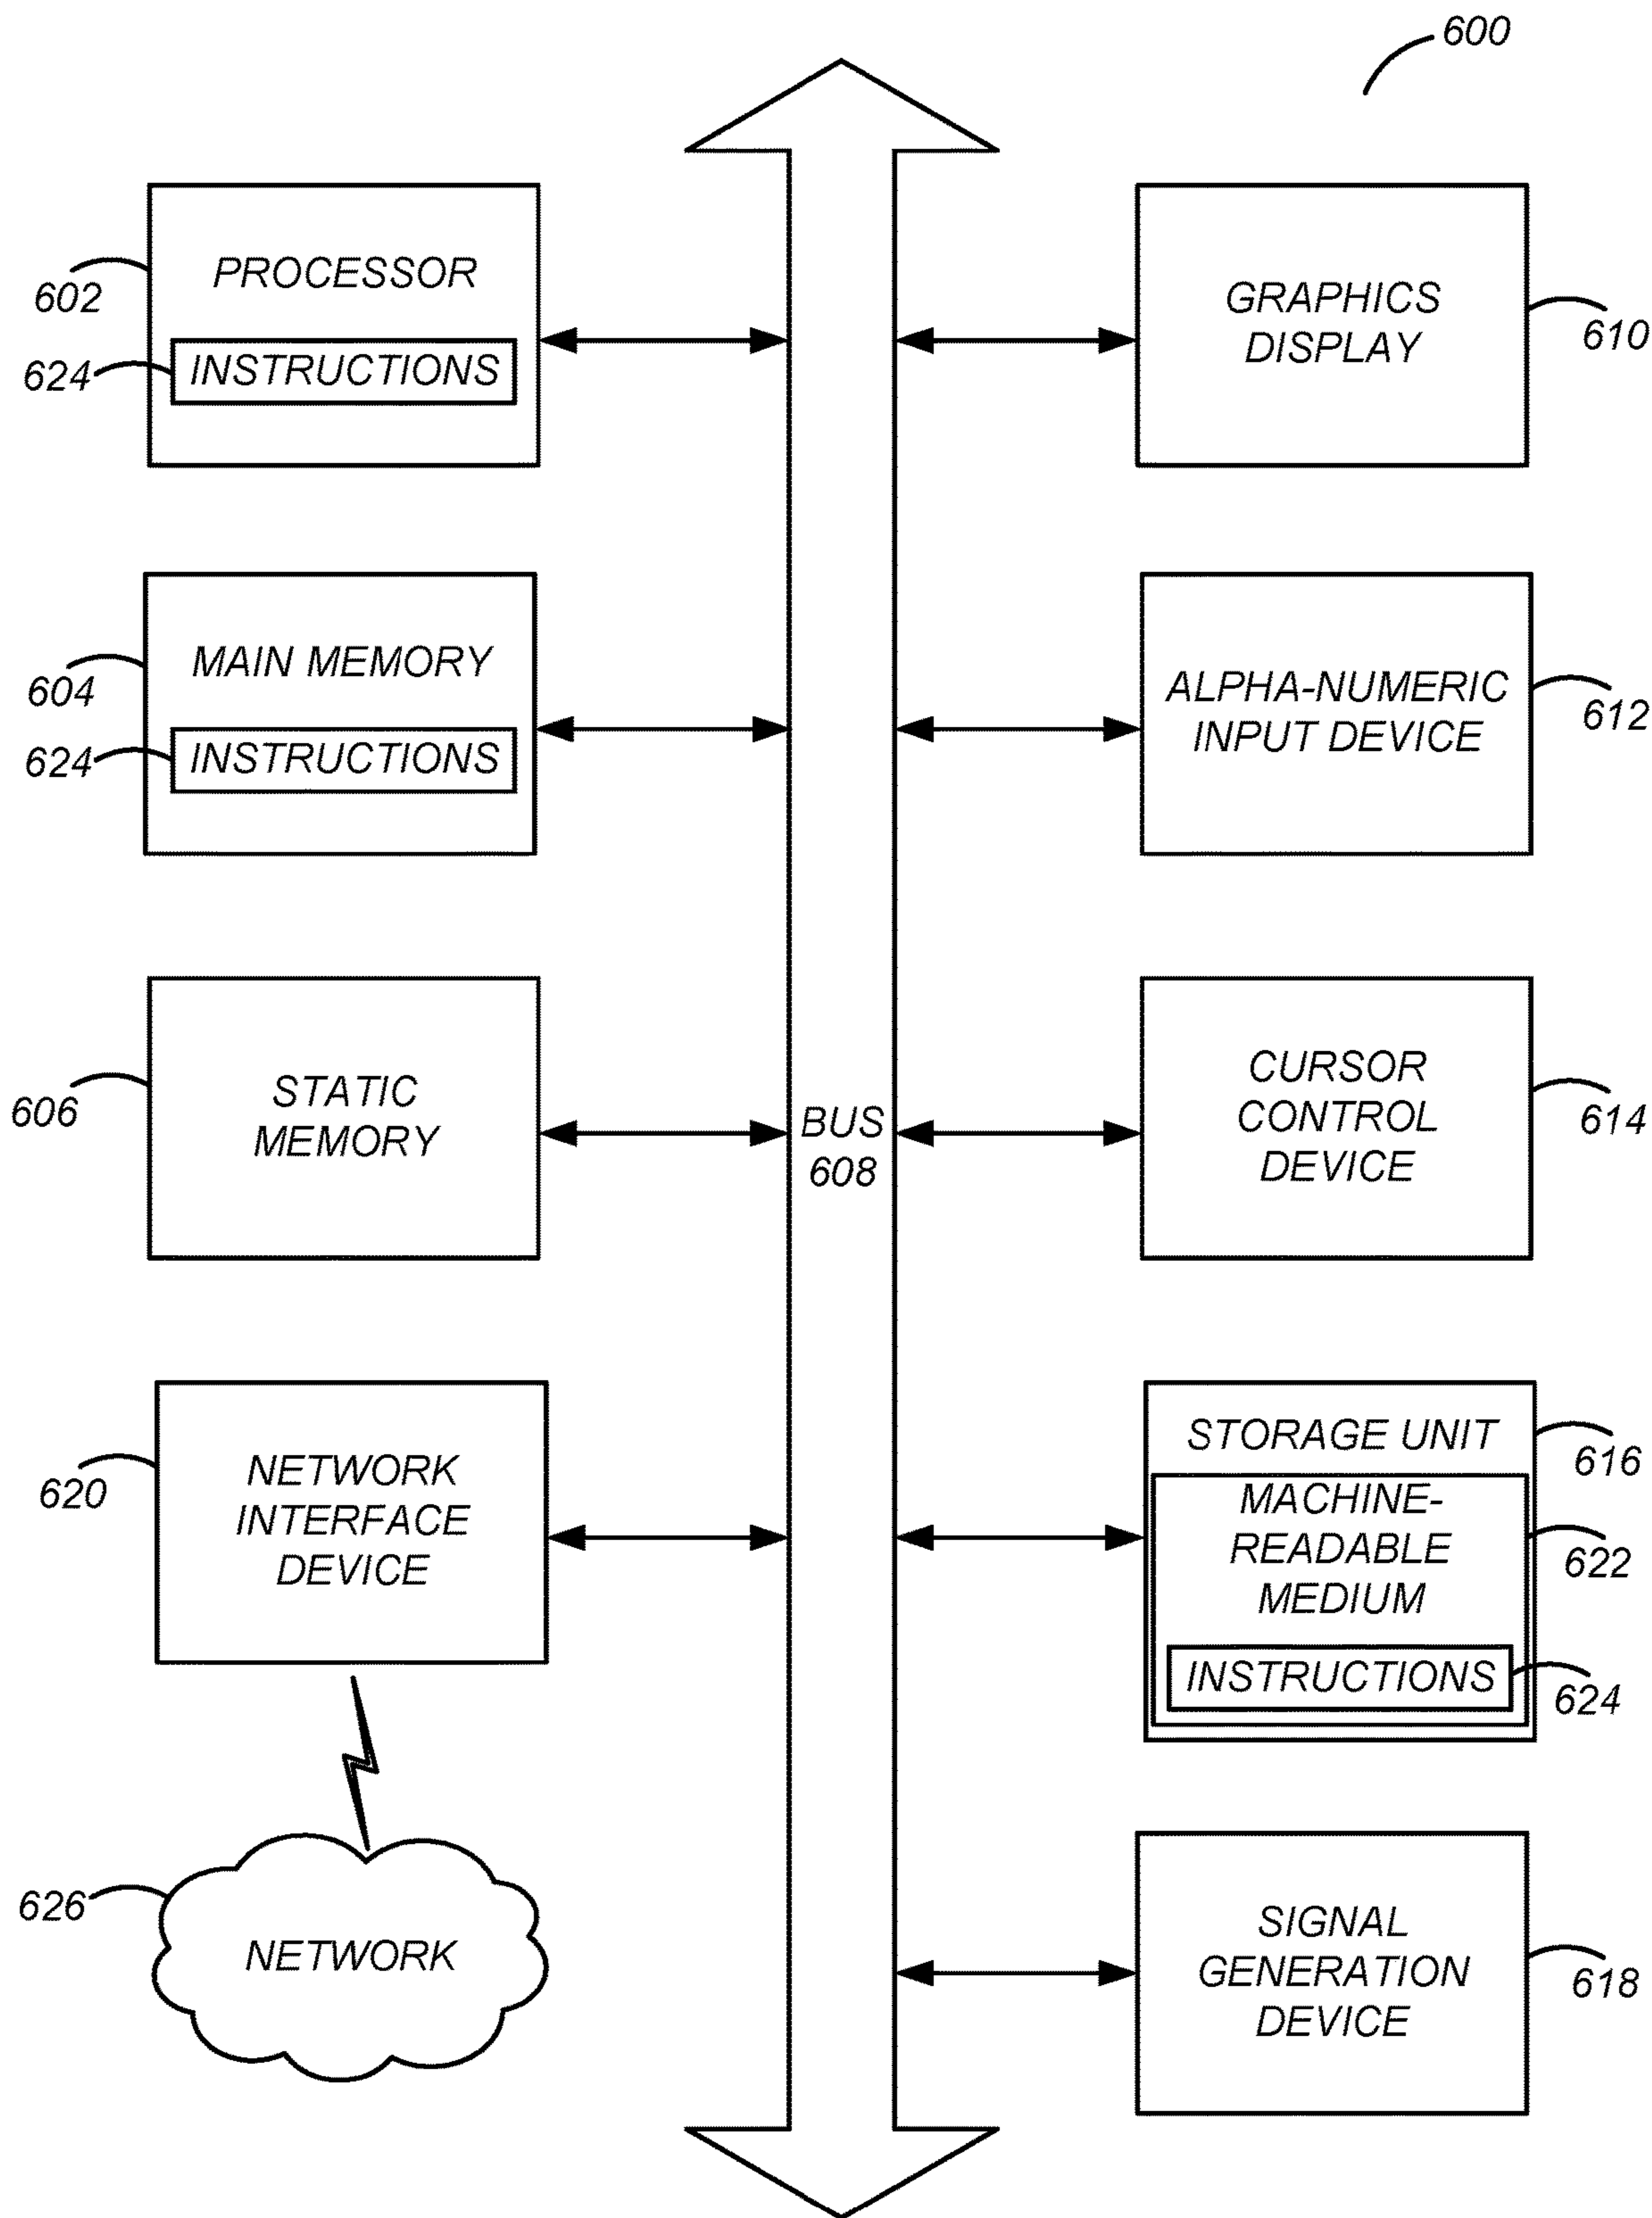 600
PROCESSOR
602
624
INSTRUCTIONS
GRAPHICS
DISPLAY
610
MAIN MEMORY
604
624
INSTRUCTIONS
ALPHA-NUMERIC
INPUT DEVICE
612
STATIC
MEMORY
606
BUS
608
CURSOR
CONTROL
DEVICE
614
NETWORK
INTERFACE
DEVICE
620
STORAGE UNIT
616
MACHINE-
READABLE
MEDIUM
622
INSTRUCTIONS
624
626
NETWORK
SIGNAL
GENERATION
DEVICE
618